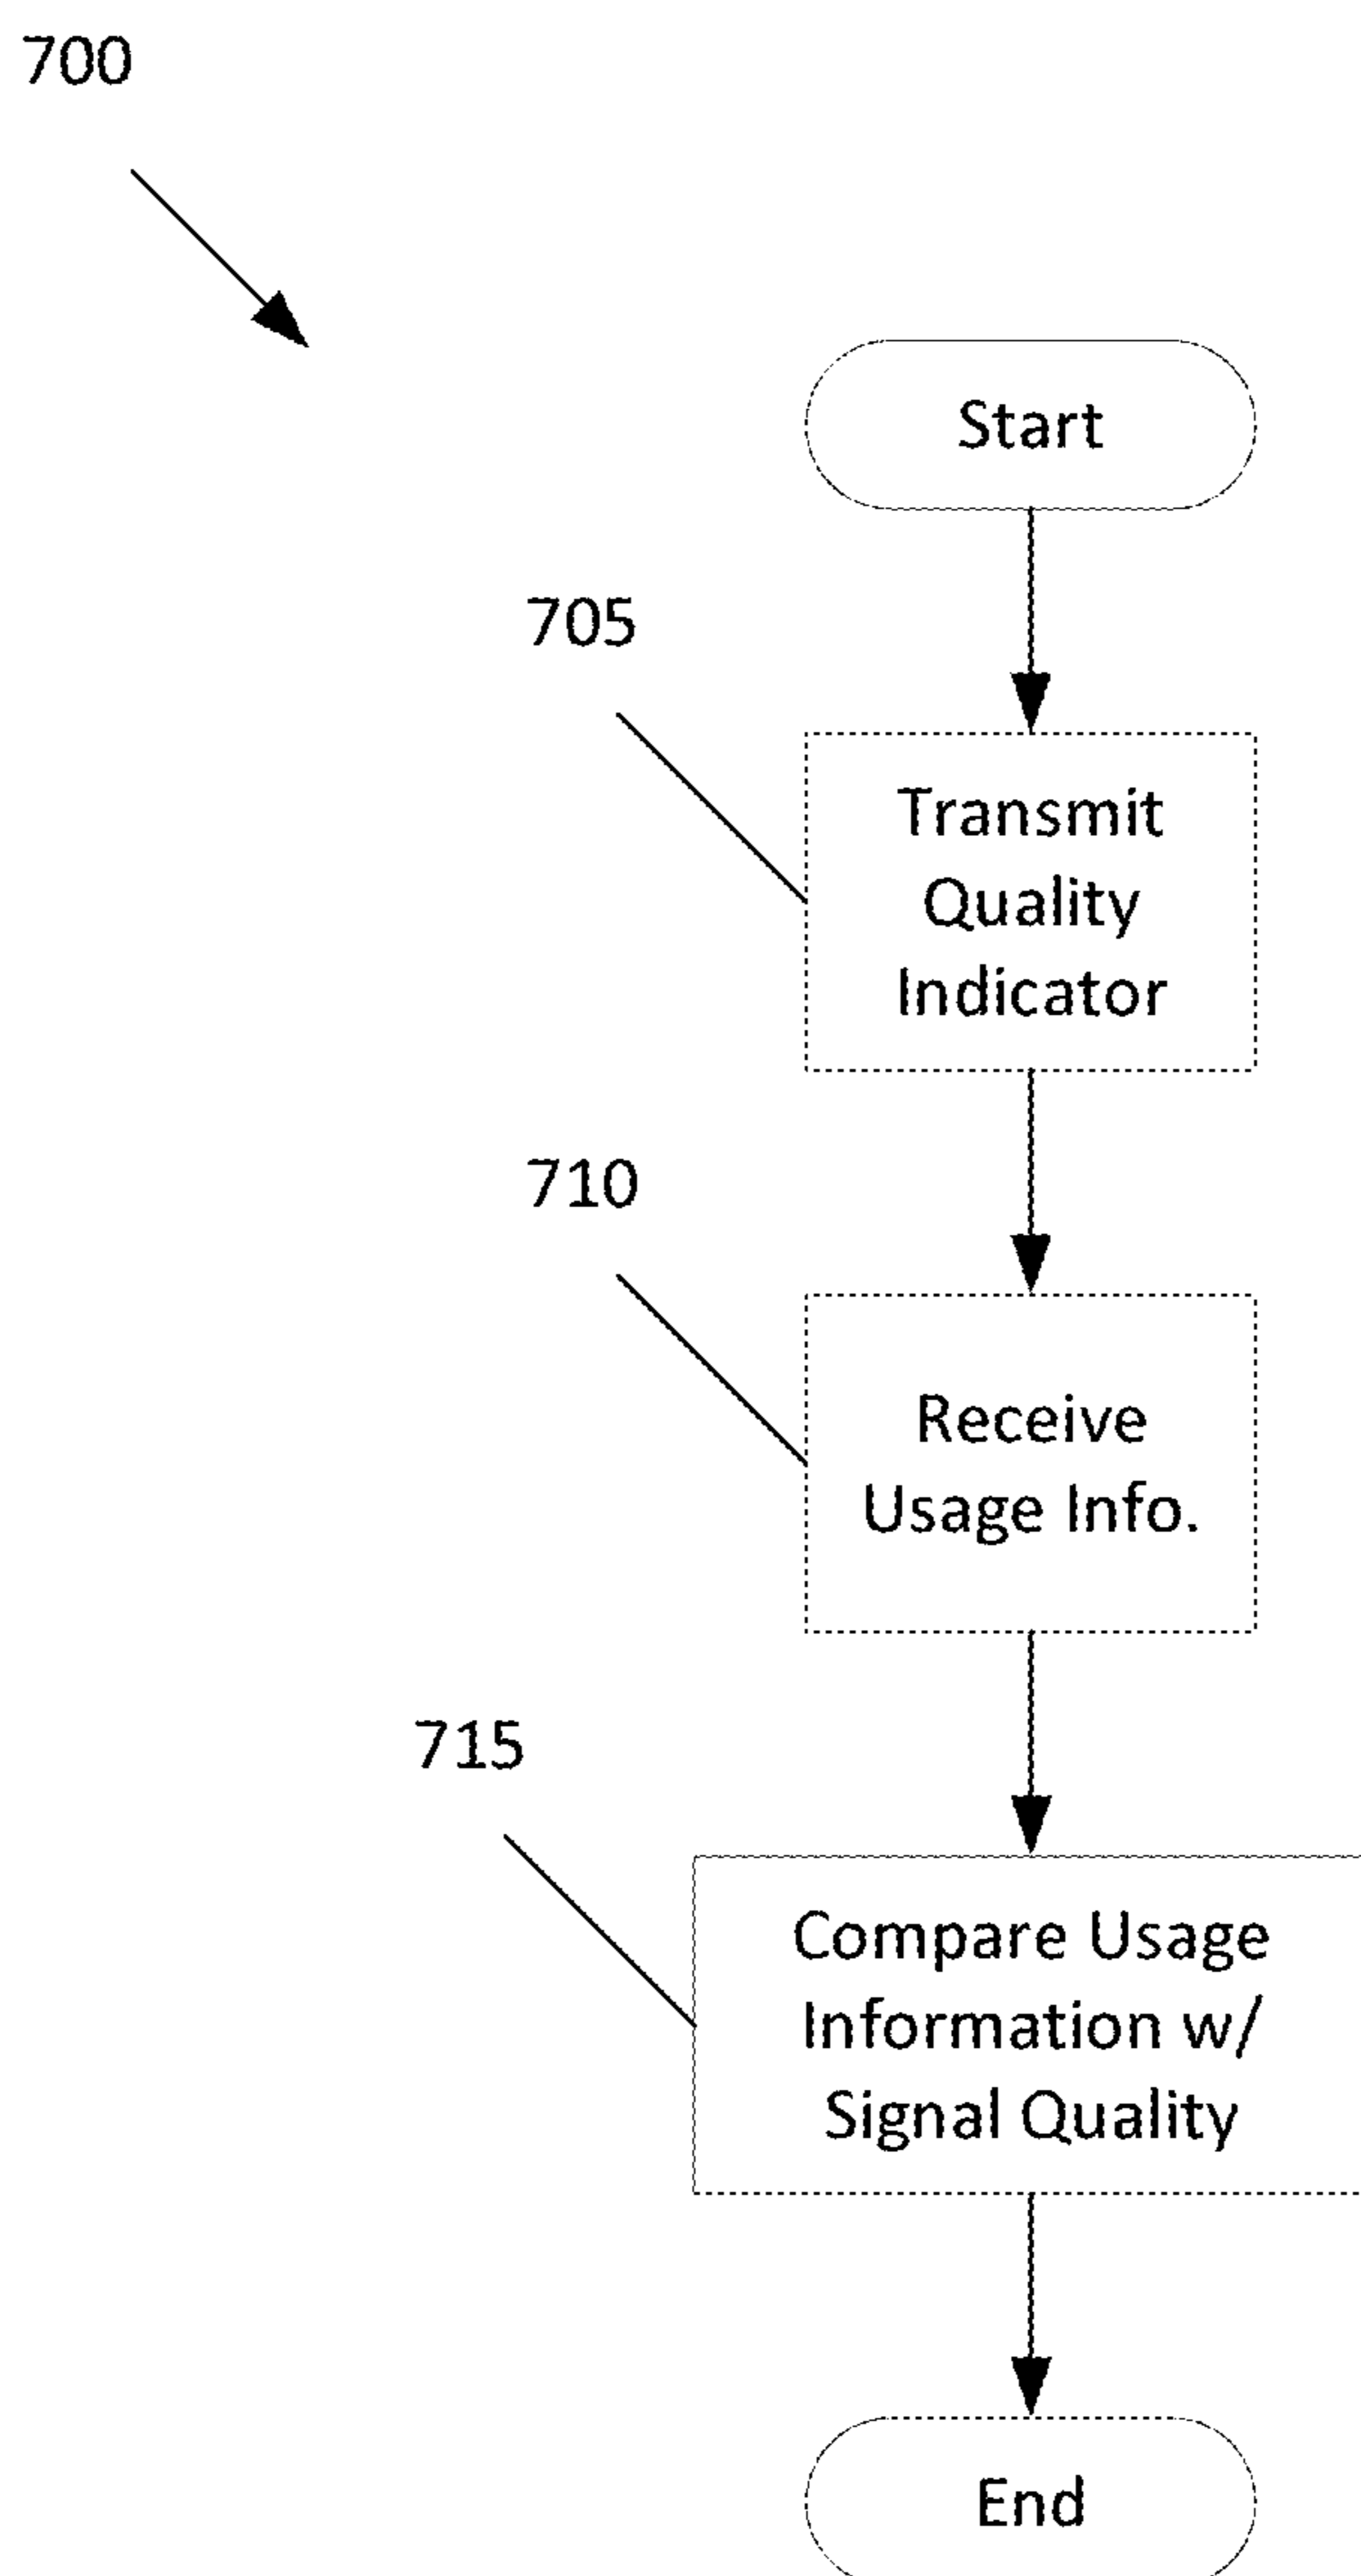 700
Start
705
Transmit
Quality
Indicator
710
Receive
Usage Info.
715
Compare Usage
Information w/
Signal Quality
End